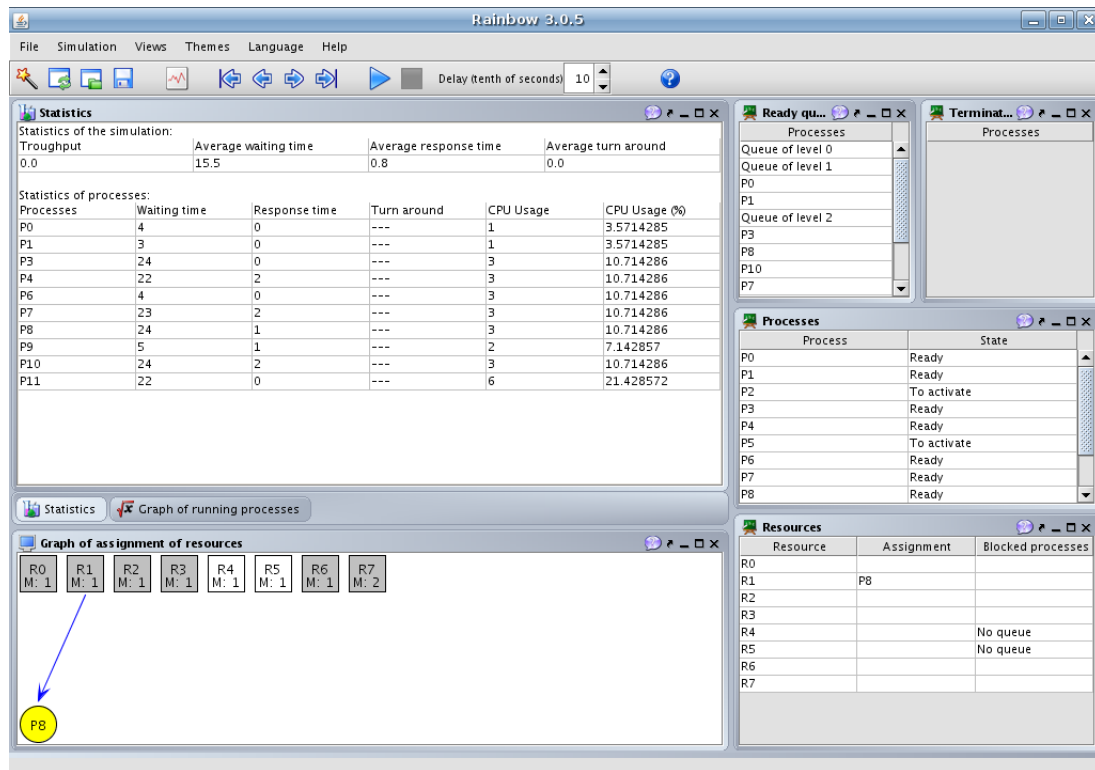 Rainbow 3.0.5
File Simulation Views Themes Language Help
Delay (tenth of seconds) 10
Statistics
Statistics of the simulation:
Troughput Average waiting time Average response time Average turn around
0.0 15.5 0.8 0.0
Statistics of processes:
Processes Waiting time Response time Turn around CPU Usage CPU Usage (%)
P0 4 0 --- 1 3.5714285
P1 3 0 --- 1 3.5714285
P3 24 0 --- 3 10.714286
P4 22 2 --- 3 10.714286
P6 4 0 --- 3 10.714286
P7 23 2 --- 3 10.714286
P8 24 1 --- 3 10.714286
P9 5 1 --- 2 7.142857
P10 24 2 --- 3 10.714286
P11 22 0 --- 6 21.428572
Statistics Graph of running processes
Graph of assignment of resources
R0 R1 R2 R3 R4 R5 R6 R7
M: 1 M: 1 M: 1 M: 1 M: 1 M: 1 M: 1 M: 2
P8
Ready qu...
Processes
Queue of level 0
Queue of level 1
P0
P1
Queue of level 2
P3
P8
P10
P7
Terminat...
Processes
Processes
Process State
P0 Ready
P1 Ready
P2 To activate
P3 Ready
P4 Ready
P5 To activate
P6 Ready
P7 Ready
P8 Ready
Resources
Resource Assignment Blocked processes
R0
R1 P8
R2
R3
R4 No queue
R5 No queue
R6
R7